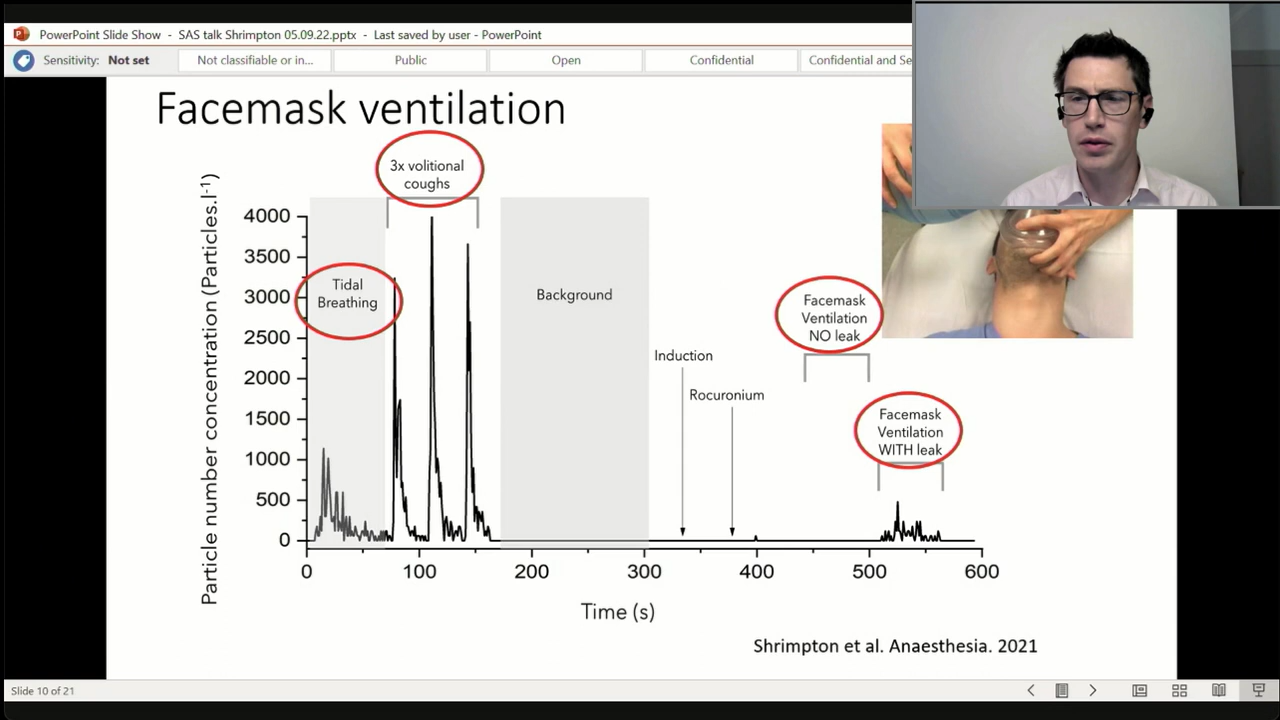 PowerPoint Slide Show - SAS talk Shrimpton 05.09.22.pptx - Last saved by user - PowerPoint
Sensitivity: Not set
Not classifiable or in...
Public
Open
Confidential
Confidential and Se
Facemask ventilation
3x volitional
coughs
Tidal
Breathing
Background
Induction
Rocuronium
Facemask
Ventilation
NO leak
Facemask
Ventilation
WITH leak
Particle number concentration (Particles.l-1)
4000
3500
3000
2500
2000
1500
1000
500
0
0 100 200 300 400 500 600
Time (s)
Shrimpton et al. Anaesthesia. 2021
Slide 10 of 21